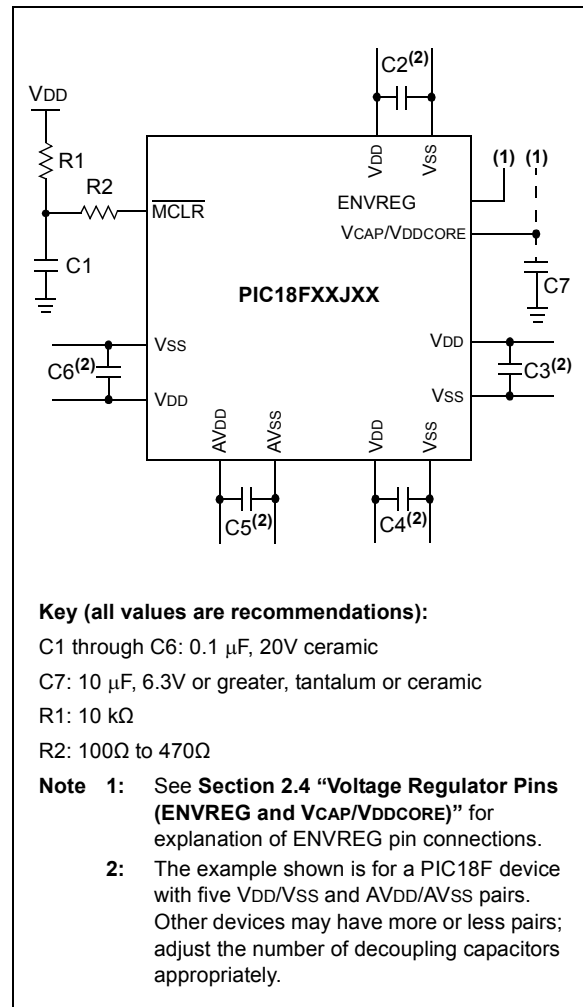 C2(2)
VDD
R1
R2
C1
VDD
VSS
MCLR
ENVREG
(1) (1)
VCAP/VDDCORE
C7
PIC18FXXJXX
VSS
C6(2)
VDD
VDD
C3(2)
VSS
AVDD
AVSS
VDD
VSS
C5(2)
C4(2)
Key (all values are recommendations):
C1 through C6: 0.1 μF, 20V ceramic
C7: 10 μF, 6.3V or greater, tantalum or ceramic
R1: 10 kΩ
R2: 100Ω to 470Ω
Note 1: See Section 2.4 “Voltage Regulator Pins
(ENVREG and VCAP/VDDCORE)” for
explanation of ENVREG pin connections.
2: The example shown is for a PIC18F device
with five VDD/VSS and AVDD/AVSS pairs.
Other devices may have more or less pairs;
adjust the number of decoupling capacitors
appropriately.